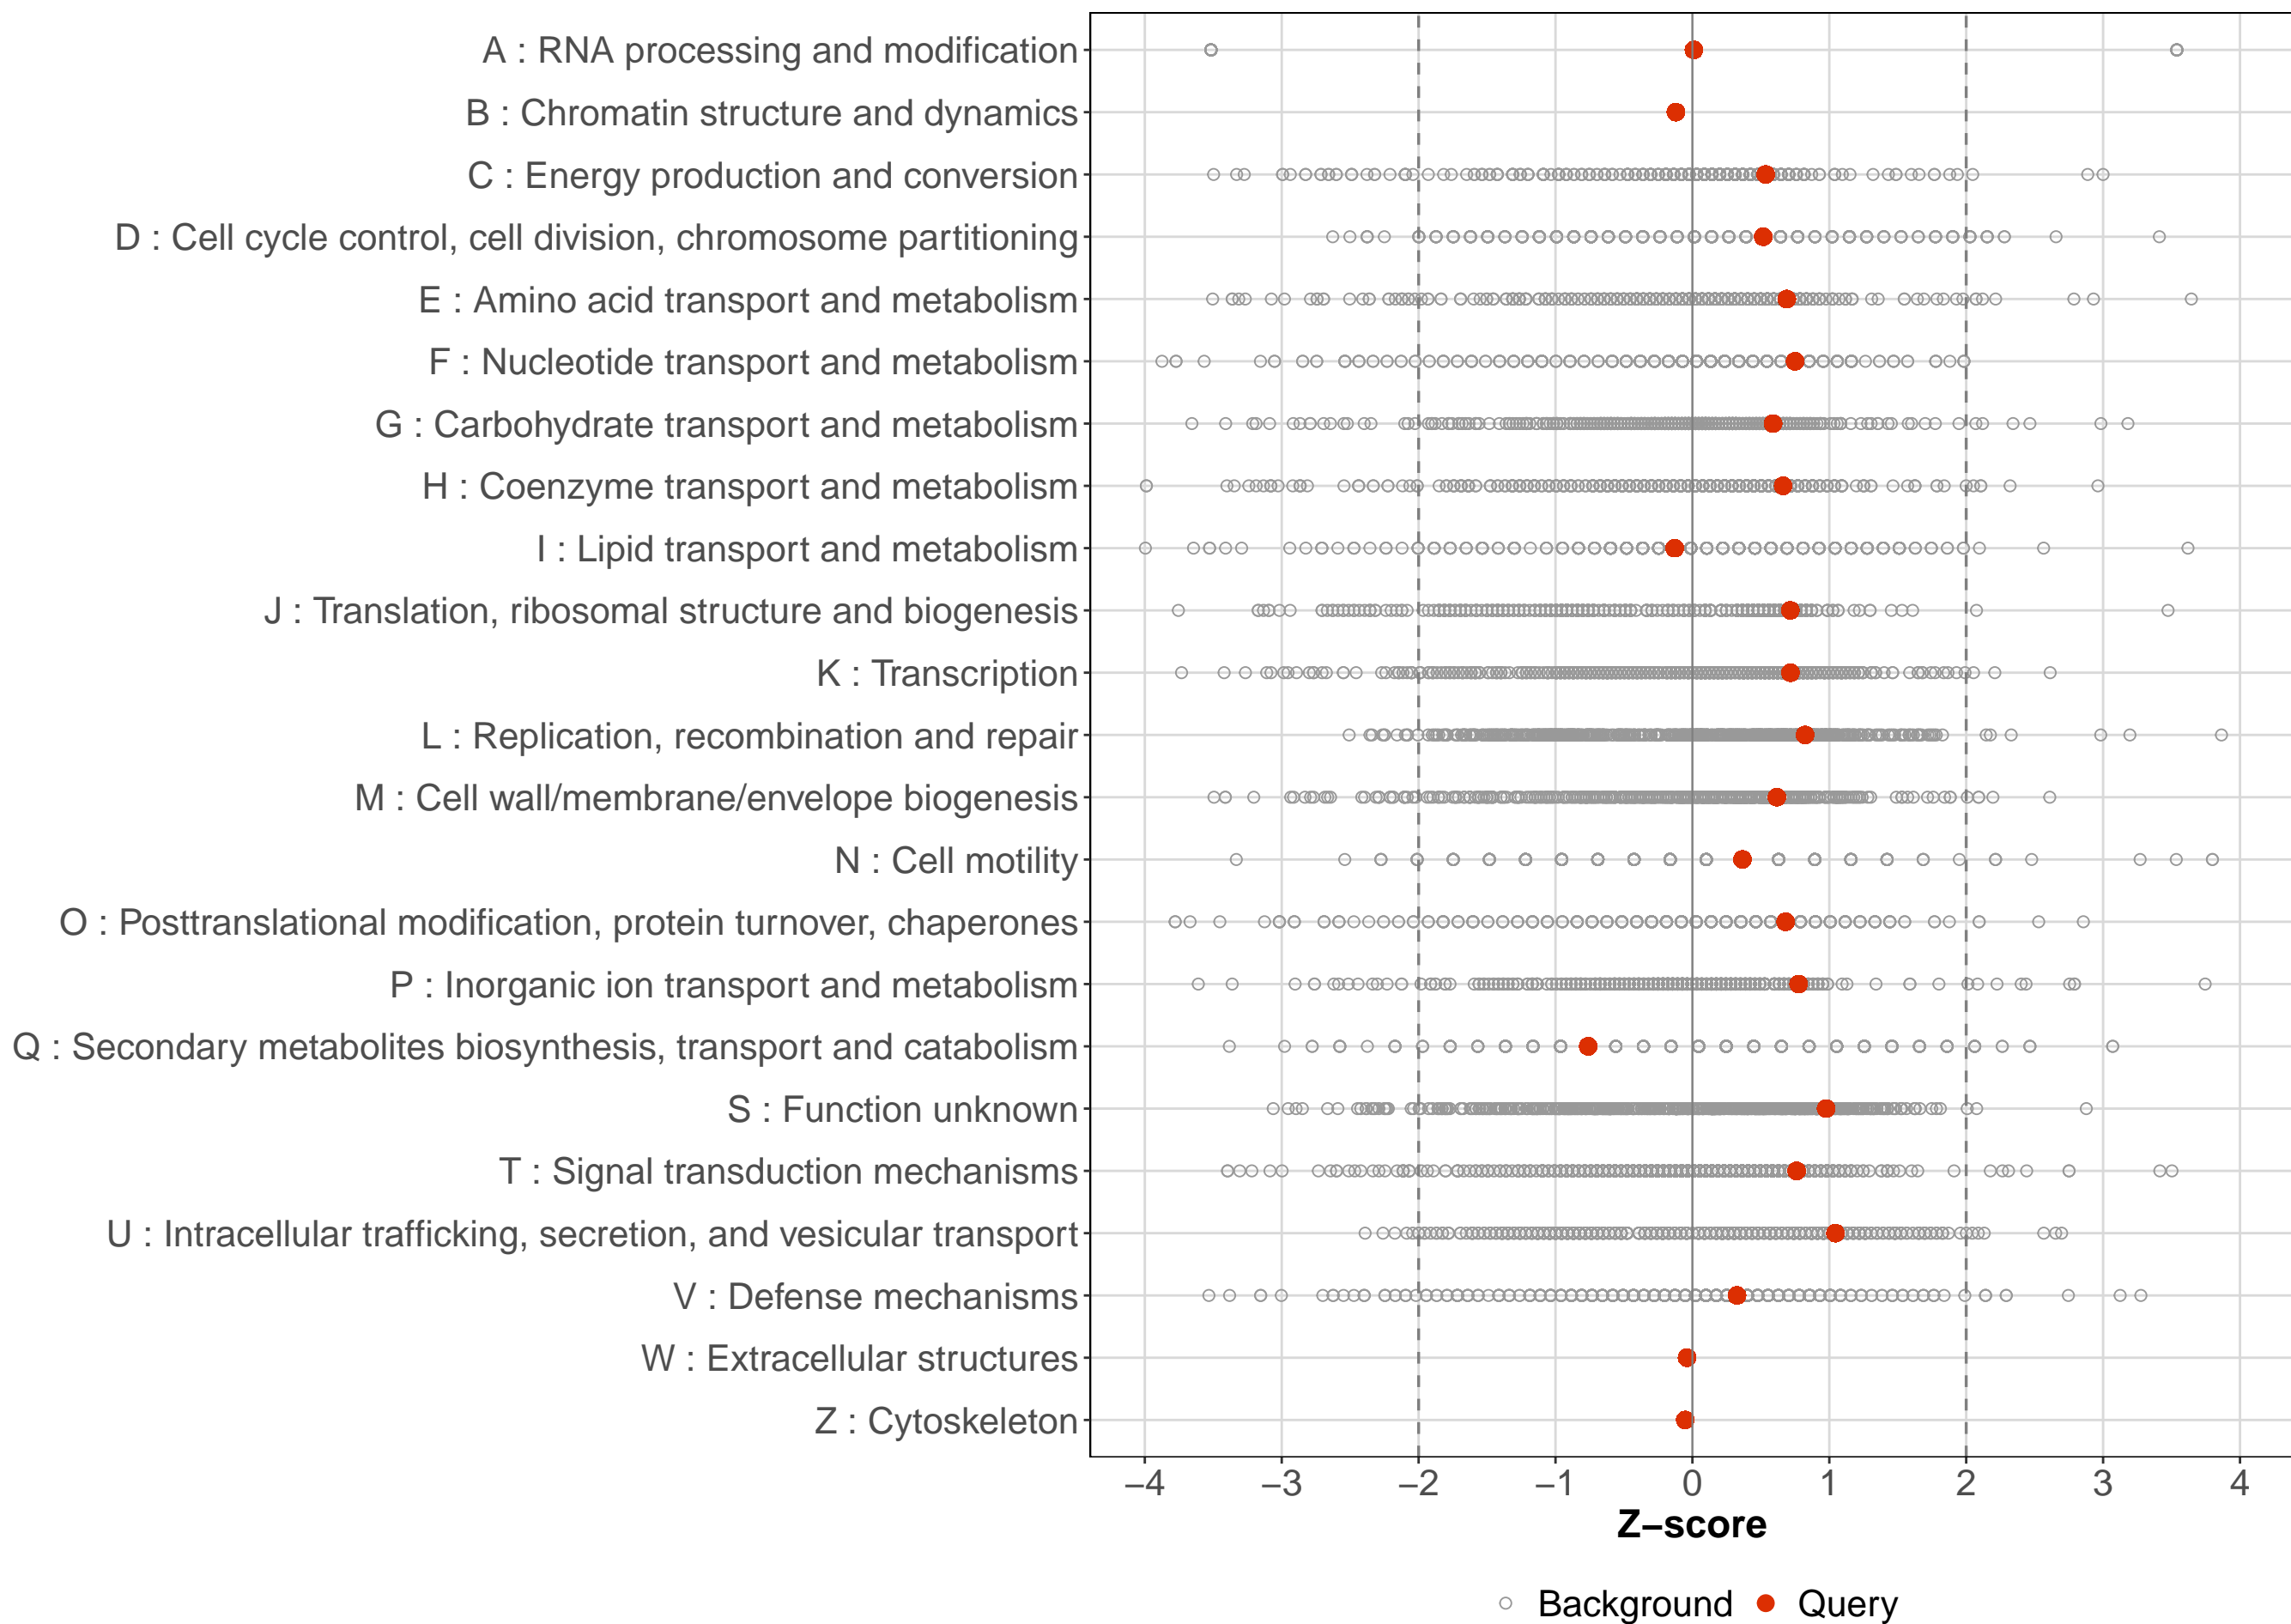 A : RNA processing and modification
B : Chromatin structure and dynamics
C : Energy production and conversion
D : Cell cycle control, cell division, chromosome partitioning
E : Amino acid transport and metabolism
F : Nucleotide transport and metabolism
G : Carbohydrate transport and metabolism
H : Coenzyme transport and metabolism
I : Lipid transport and metabolism
J : Translation, ribosomal structure and biogenesis
K : Transcription
L : Replication, recombination and repair
M : Cell wall/membrane/envelope biogenesis
N : Cell motility
O : Posttranslational modification, protein turnover, chaperones
P : Inorganic ion transport and metabolism
Q : Secondary metabolites biosynthesis, transport and catabolism
S : Function unknown
T : Signal transduction mechanisms
U : Intracellular trafficking, secretion, and vesicular transport
V : Defense mechanisms
W : Extracellular structures
Z : Cytoskeleton
−4 −3 −2 −1 0 1 2 3 4
Z−score
Background Query